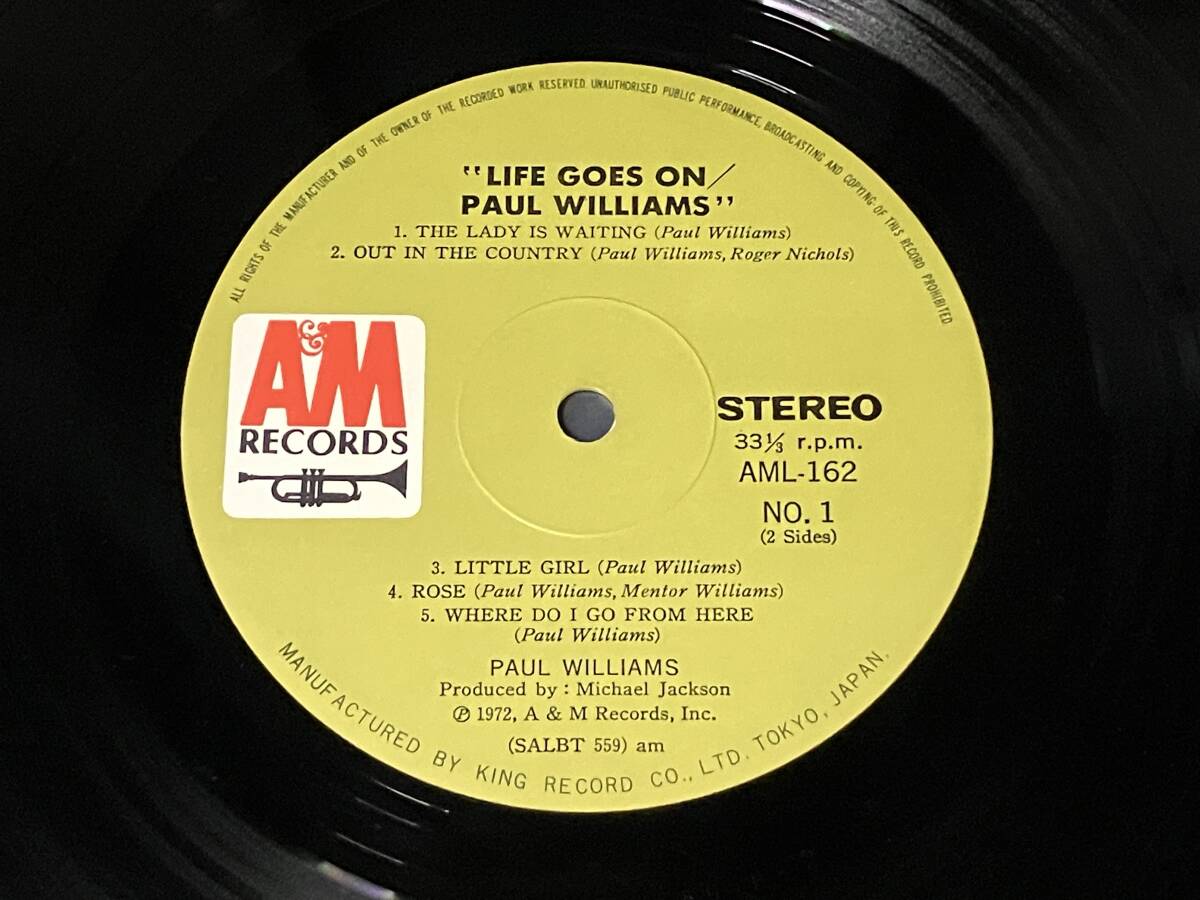 ALL RIGHTS OF THE MANUFACTURER AND OF THE OWNER OF THE RECORDED WORK RESERVED UNAUTHORISED PUBLIC PERFORMANCE, BROADCASTING AND COPYING OF THIS RECORD PROHIBITED
"LIFE GOES ON/
PAUL WILLIAMS"
1. THE LADY IS WAITING (Paul Williams)
2. OUT IN THE COUNTRY (Paul Williams, Roger Nichols)
A&M
RECORDS
STEREO
33⅓ r.p.m.
AML-162
NO. 1
(2 Sides)
3. LITTLE GIRL (Paul Williams)
4. ROSE (Paul Williams, Mentor Williams)
5. WHERE DO I GO FROM HERE
(Paul Williams)
PAUL WILLIAMS
Produced by : Michael Jackson
Ⓟ 1972, A & M Records, Inc.
(SALBT 559) am
MANUFACTURED BY KING RECORD CO., LTD. TOKYO, JAPAN.